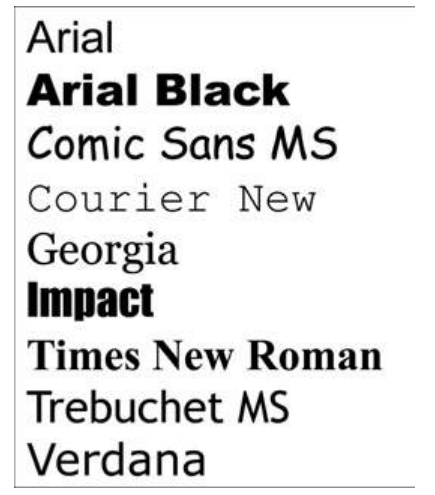 Arial
Arial Black
Comic Sans MS
Courier New
Georgia
Impact
Times New Roman
Trebuchet MS
Verdana